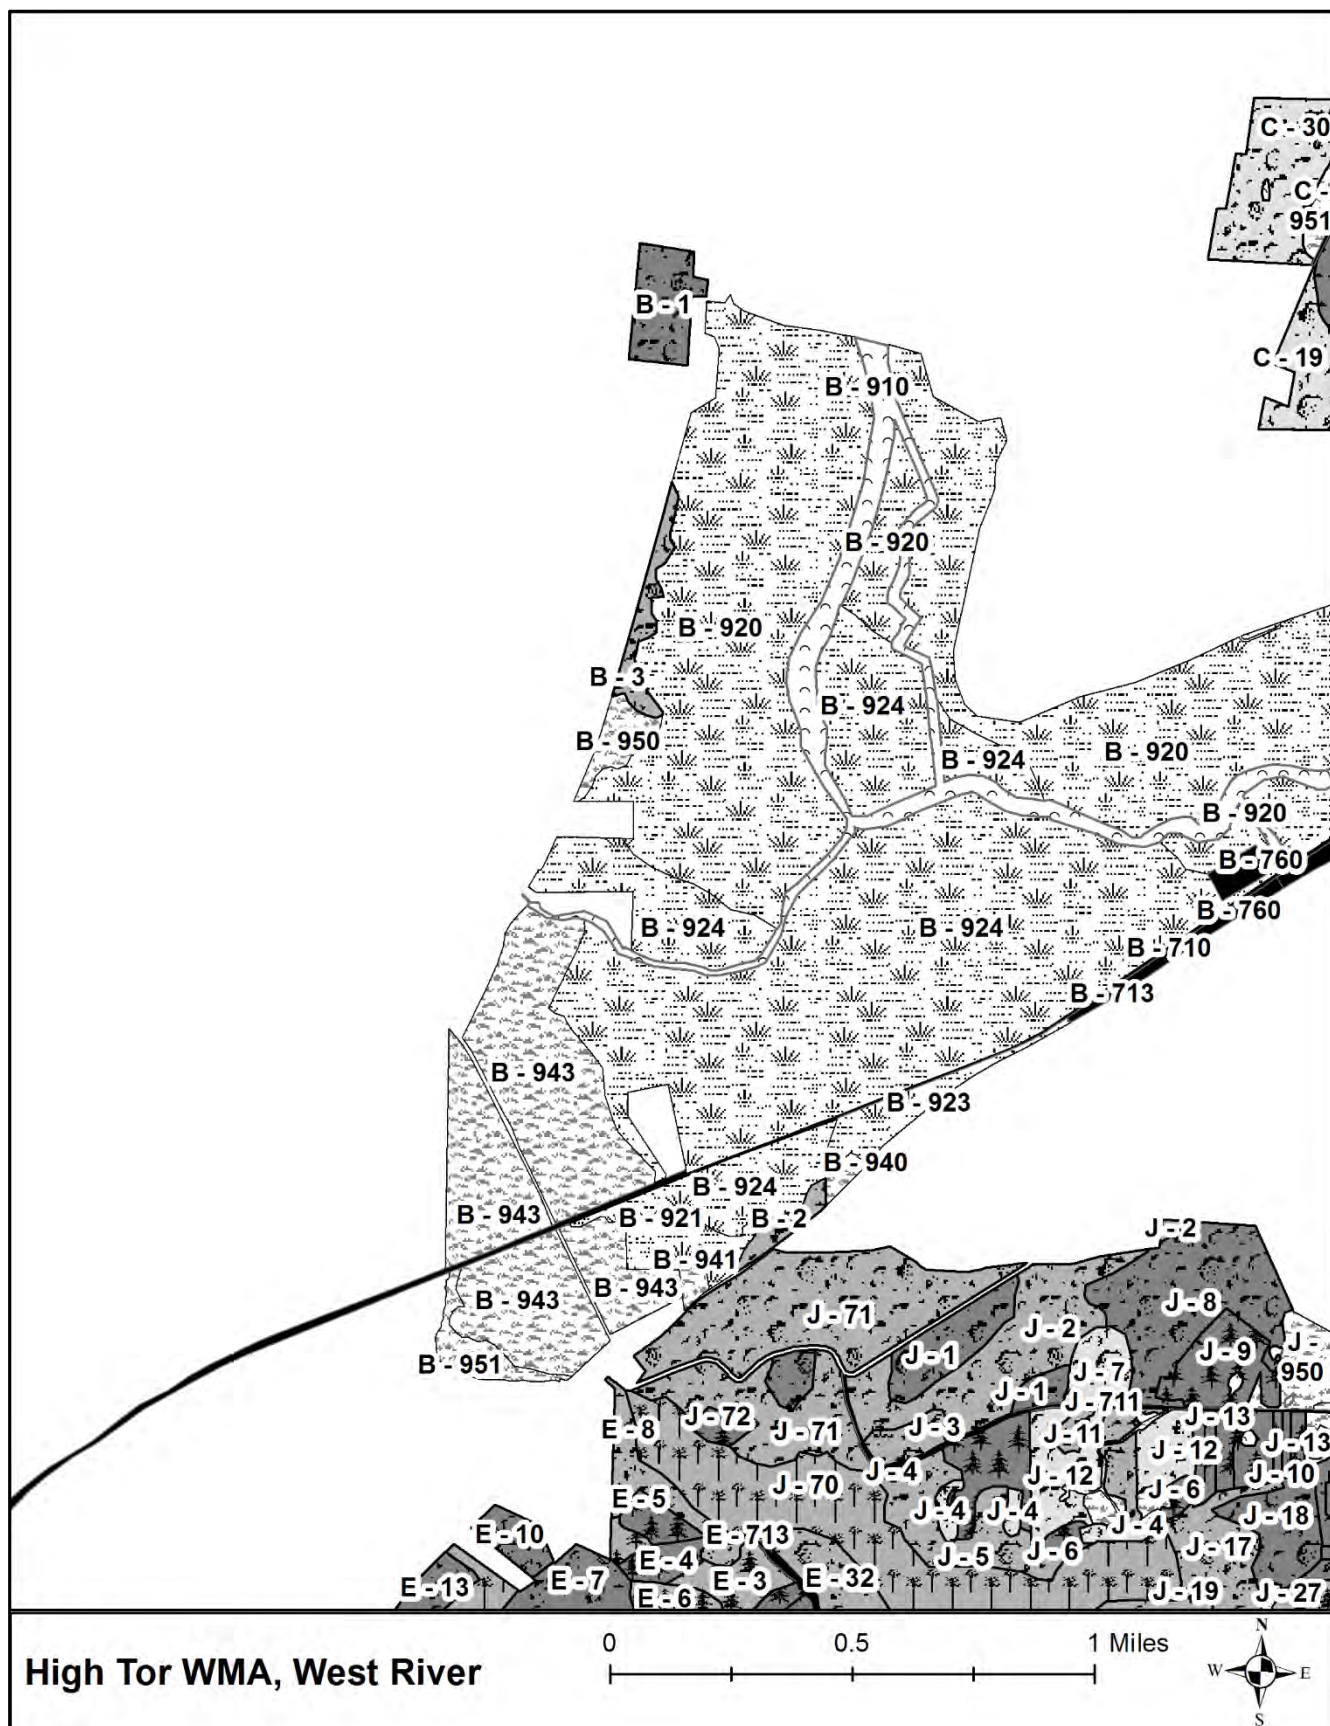 C - 30
C -
951
B - 1
C - 19
B - 910
B - 920
B - 920
B - 3
B - 924
B - 950
B - 924
B - 920
B - 920
B - 760
B - 760
B - 924
B - 924
B - 710
B - 713
B - 943
B - 923
B - 940
B - 924
B - 943
B - 921
B - 2
J - 2
B - 941
B - 943
B - 943
J - 8
J - 71
J - 2
J - 9
J -
950
J - 1
B - 951
J - 7
J - 1
J - 711
J - 13
E - 8
J - 72
J - 71
J - 3
J - 11
J - 12
J - 13
J - 4
J - 12
J - 10
J - 70
J - 6
E - 5
J - 4
J - 4
J - 4
J - 18
E - 10
E - 713
J - 17
J - 5
J - 6
E - 4
E - 13
E - 7
E - 3
E - 32
E - 6
J - 19
J - 27
High Tor WMA, West River
0 0.5 1 Miles
N
W E
S